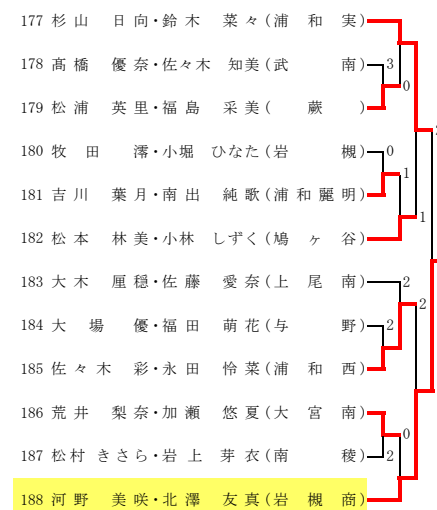 177 杉山 日向・鈴木 菜々(浦和実)
178 髙橋 優奈・佐々木 知美(武南) 3
0
179 松浦 英里・福島 采美(蕨)
2
180 牧田 澪・小堀 ひなた(岩槻) 0
1
181 吉川 葉月・南出 純歌(浦和麗明)
1
182 松本 林美・小林 しずく(鳩ヶ谷)
183 大木 厘穏・佐藤 愛奈(上尾南) 2
2
184 大場 優・福田 萌花(与野) 2
185 佐々木 彩・永田 怜菜(浦和西)
186 荒井 梨奈・加瀬 悠夏(大宮南)
0
187 松村 きさら・岩上 芽衣(南稜) 2
188 河野 美咲・北澤 友真(岩槻商)